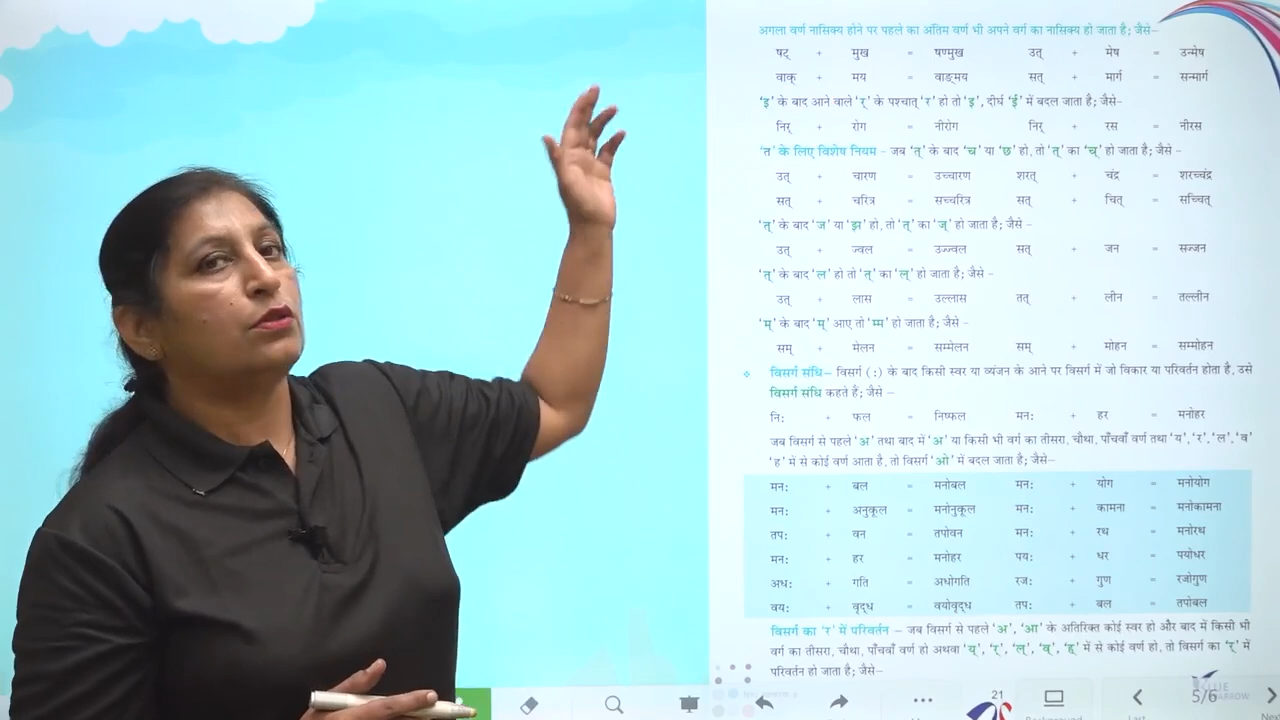 अगला वर्ण नासिक्य होने पर पहले का अंतिम वर्ण भी अपने वर्ग का नासिक्य हो जाता है; जैसे–
षट् + मुख = षण्मुख उत् + मेष = उन्मेष
वाक् + मय = वाङ्मय सत् + मार्ग = सन्मार्ग
'इ' के बाद आने वाले 'र्' के पश्चात् 'र' हो तो 'इ', दीर्घ 'ई' में बदल जाता है; जैसे–
निर् + रोग = नीरोग निर् + रस = नीरस
'त' के लिए विशेष नियम – जब 'त्' के बाद 'च' या 'छ' हो, तो 'त्' का 'च्' हो जाता है; जैसे –
उत् + चारण = उच्चारण शरत् + चंद्र = शरच्चंद्र
सत् + चरित्र = सच्चरित्र सत् + चित् = सच्चित्
'त्' के बाद 'ज' या 'झ' हो, तो 'त्' का 'ज्' हो जाता है; जैसे –
उत् + ज्वल = उज्ज्वल सत् + जन = सज्जन
'त्' के बाद 'ल' हो तो 'त्' का 'ल्' हो जाता है; जैसे –
उत् + लास = उल्लास तत् + लीन = तल्लीन
'म्' के बाद 'म्' आए तो 'म्म' हो जाता है; जैसे –
सम् + मेलन = सम्मेलन सम् + मोहन = सम्मोहन
विसर्ग संधि– विसर्ग (:) के बाद किसी स्वर या व्यंजन के आने पर विसर्ग में जो विकार या परिवर्तन होता है, उसे
विसर्ग संधि कहते हैं; जैसे –
नि: + फल = निष्फल मन: + हर = मनोहर
जब विसर्ग से पहले 'अ' तथा बाद में 'अ' या किसी भी वर्ग का तीसरा, चौथा, पाँचवाँ वर्ण तथा 'य', 'र', 'ल', 'व'
'ह' में से कोई वर्ण आता है, तो विसर्ग 'ओ' में बदल जाता है; जैसे–
मन: + बल = मनोबल मन: + योग = मनोयोग
मन: + अनुकूल = मनोनुकूल मन: + कामना = मनोकामना
तप: + वन = तपोवन मन: + रथ = मनोरथ
मन: + हर = मनोहर पय: + धर = पयोधर
अध: + गति = अधोगति रज: + गुण = रजोगुण
वय: + वृद्ध = वयोवृद्ध तप: + बल = तपोबल
विसर्ग का 'र' में परिवर्तन – जब विसर्ग से पहले 'अ', 'आ' के अतिरिक्त कोई स्वर हो और बाद में किसी भी
वर्ग का तीसरा, चौथा, पाँचवाँ वर्ण हो अथवा 'य्', 'र्', 'ल्', 'व्', 'ह्' में से कोई वर्ण हो, तो विसर्ग का 'र्' में
परिवर्तन हो जाता है; जैसे–
21
5/6